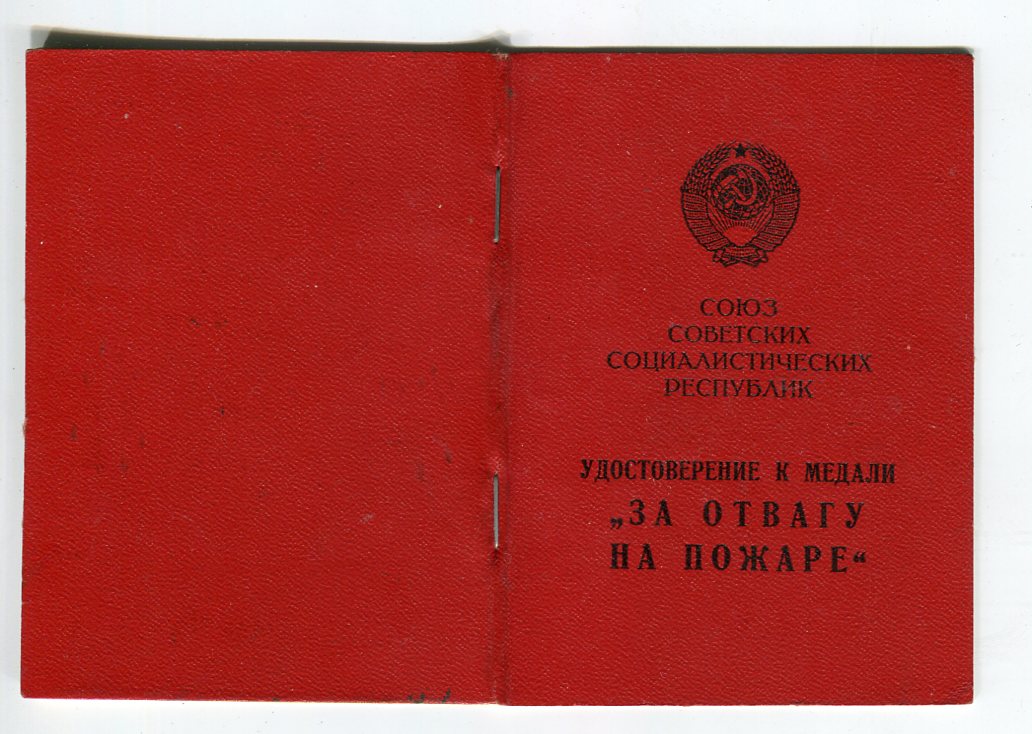 СОЮЗ
СОВЕТСКИХ
СОЦИАЛИСТИЧЕСКИХ
РЕСПУБЛИК
УДОСТОВЕРЕНИЕ К МЕДАЛИ
„ЗА ОТВАГУ
НА ПОЖАРЕ“